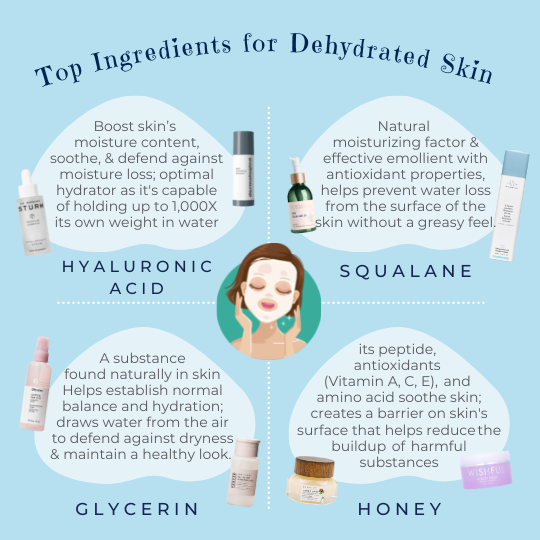 Top Ingredients for Dehydrated Skin
Boost skin's
moisture content,
soothe, & defend against
moisture loss; optimal
hydrator as it's capable
of holding up to 1,000X
its own weight in water
HYALURONIC
ACID
STURM
Natural
moisturizing factor &
effective emollient with
antioxidant properties,
helps prevent water loss
from the surface of the
skin without a greasy feel.
SQUALANE
A substance
found naturally in skin
Helps establish normal
balance and hydration;
draws water from the air
to defend against dryness
& maintain a healthy look.
GLYCERIN
its peptide,
antioxidants
(Vitamin A, C, E), and
amino acid soothe skin;
creates a barrier on skin's
surface that helps reduce the
buildup of harmful
substances
WISHFUL
HONEY